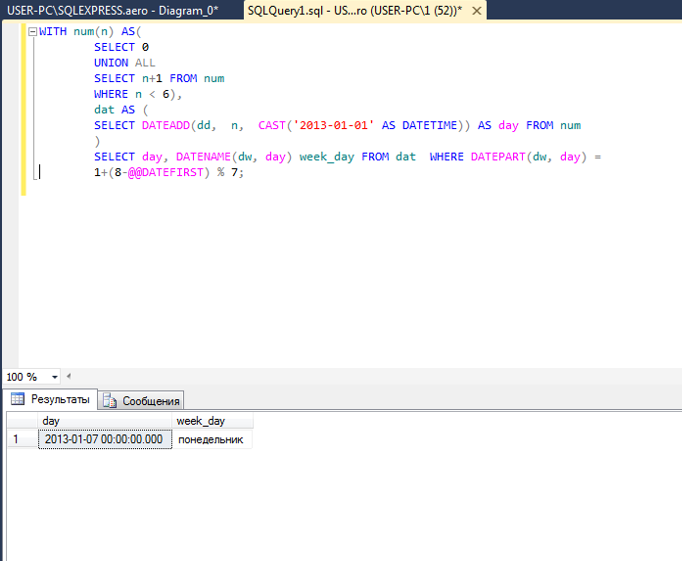 USER-PC\SQLEXPRESS.aero - Diagram_0* SQLQuery1.sql - US...ro (USER-PC\1 (52))*
WITH num(n) AS(
SELECT 0
UNION ALL
SELECT n+1 FROM num
WHERE n < 6),
dat AS (
SELECT DATEADD(dd, n, CAST('2013-01-01' AS DATETIME)) AS day FROM num
)
SELECT day, DATENAME(dw, day) week_day FROM dat WHERE DATEPART(dw, day) =
1+(8-@@DATEFIRST) % 7;
100 %
Результаты Сообщения
day week_day
1 2013-01-07 00:00:00.000 понедельник